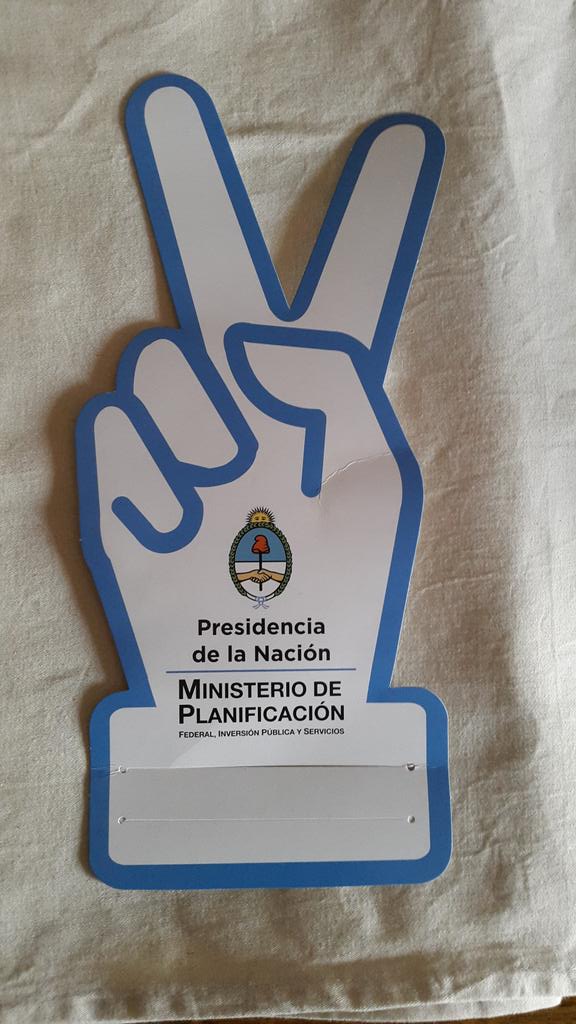 Presidencia
de la Nación
MINISTERIO DE
PLANIFICACIÓN
FEDERAL, INVERSIÓN PÚBLICA Y SERVICIOS